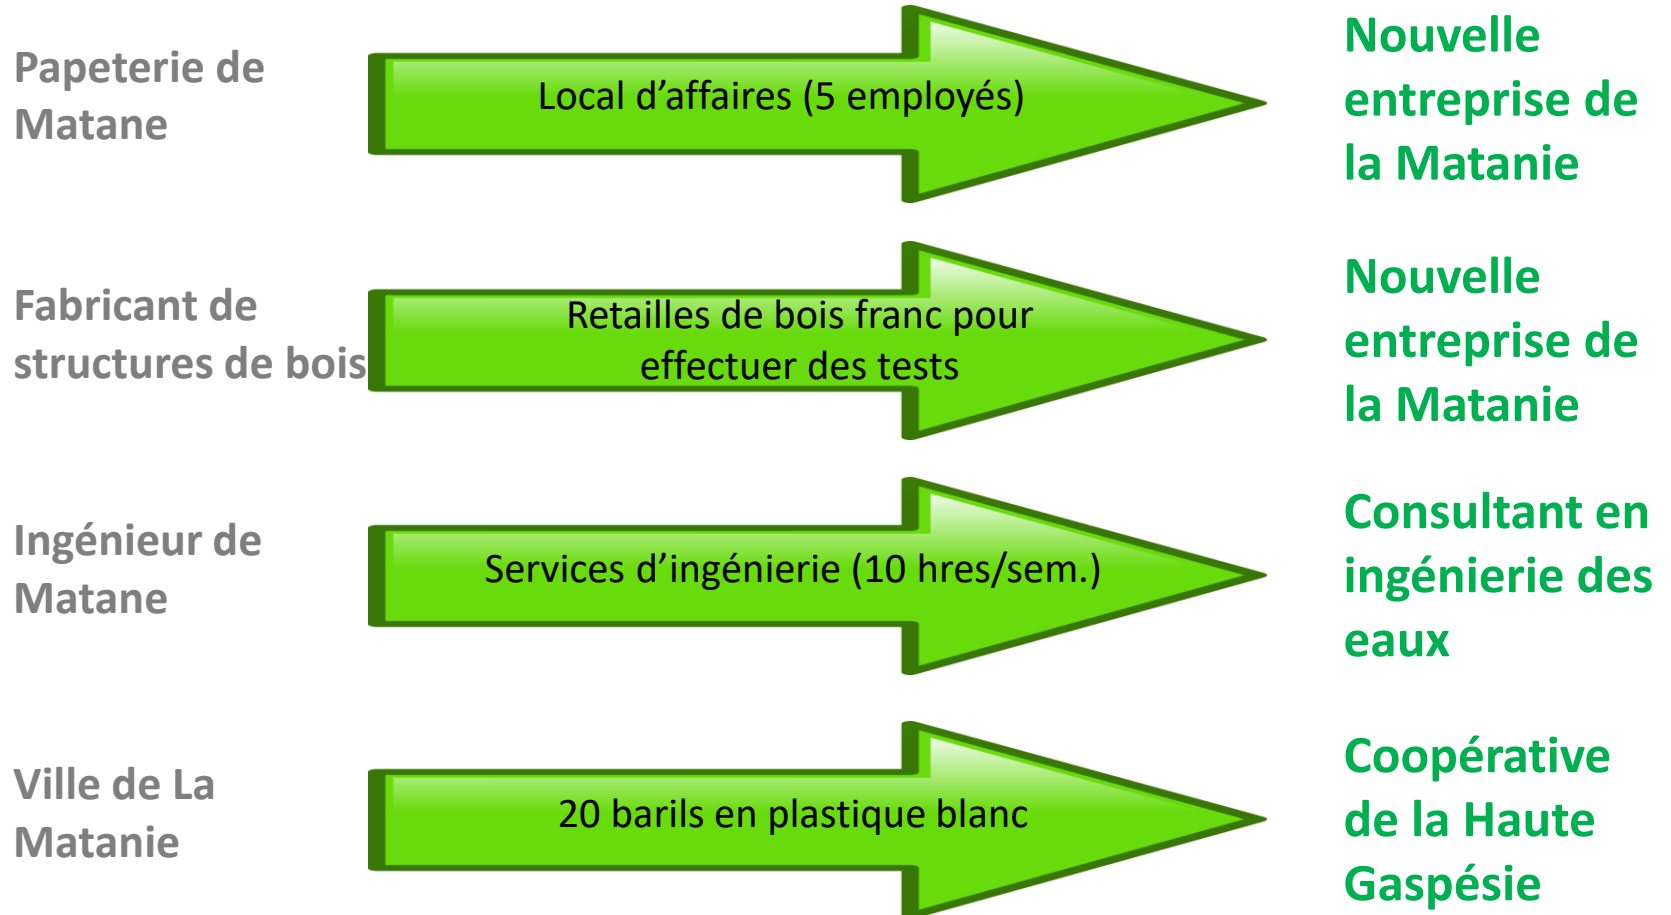 Papeterie de
Matane
Local d’affaires (5 employés)
Nouvelle
entreprise de
la Matanie
Fabricant de
structures de bois
Retailles de bois franc pour
effectuer des tests
Nouvelle
entreprise de
la Matanie
Ingénieur de
Matane
Services d’ingénierie (10 hres/sem.)
Consultant en
ingénierie des
eaux
Ville de La
Matanie
20 barils en plastique blanc
Coopérative
de la Haute
Gaspésie